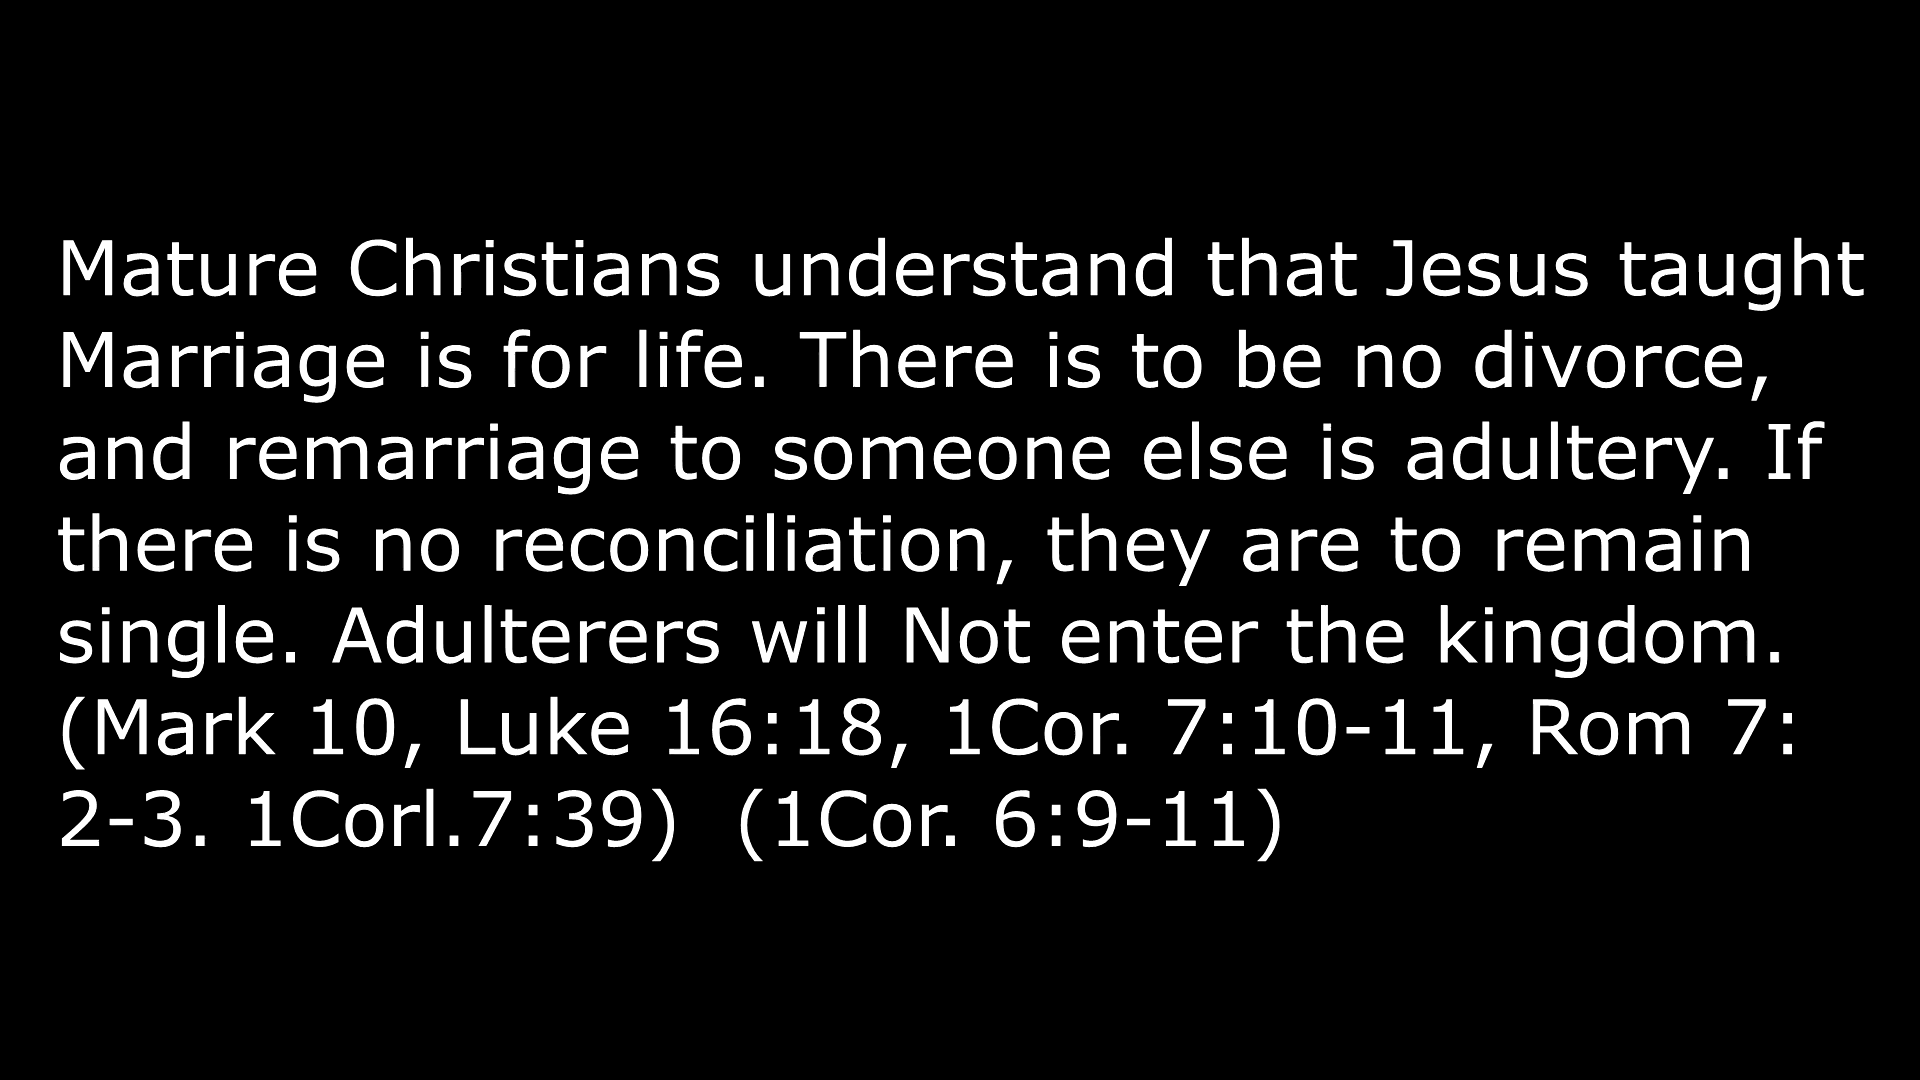 Mature Christians understand that Jesus taught
Marriage is for life. There is to be no divorce,
and remarriage to someone else is adultery. If
there is no reconciliation, they are to remain
single. Adulterers will Not enter the kingdom.
(Mark 10, Luke 16:18, 1Cor. 7:10-11, Rom 7:
2-3. 1Corl.7:39)  (1Cor. 6:9-11)